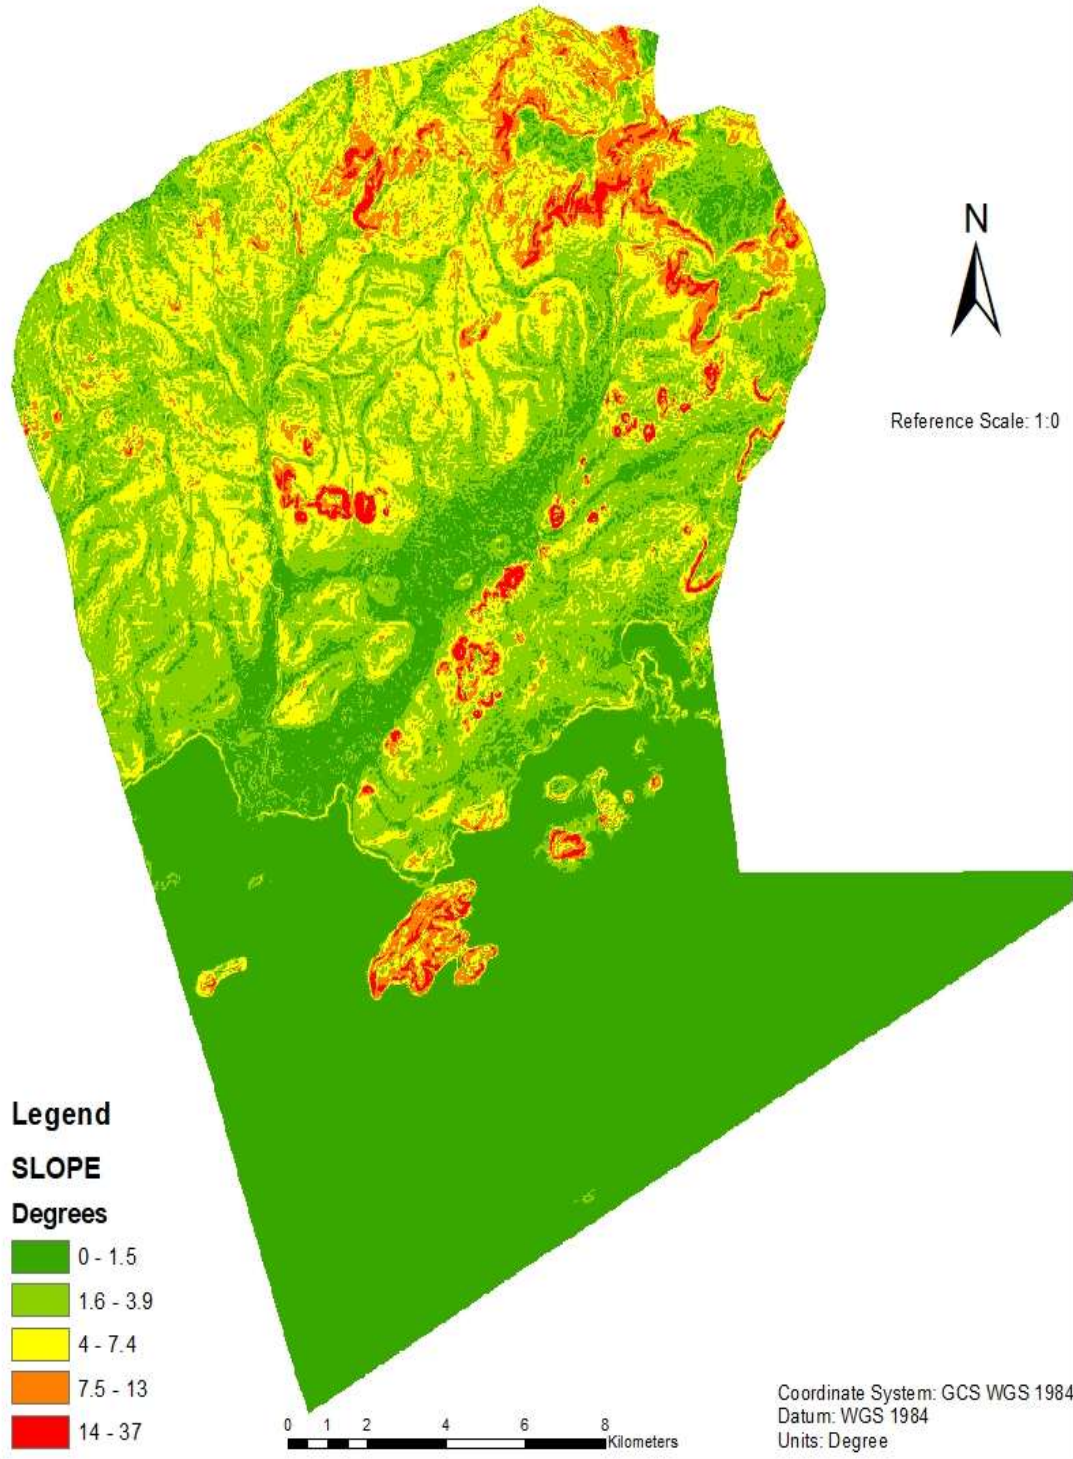 N
Reference Scale: 1:0
Legend
SLOPE
Degrees
0 - 1.5
1.6 - 3.9
4 - 7.4
7.5 - 13
14 - 37
0 1 2 4 6 8
Kilometers
Coordinate System: GCS WGS 1984
Datum: WGS 1984
Units: Degree